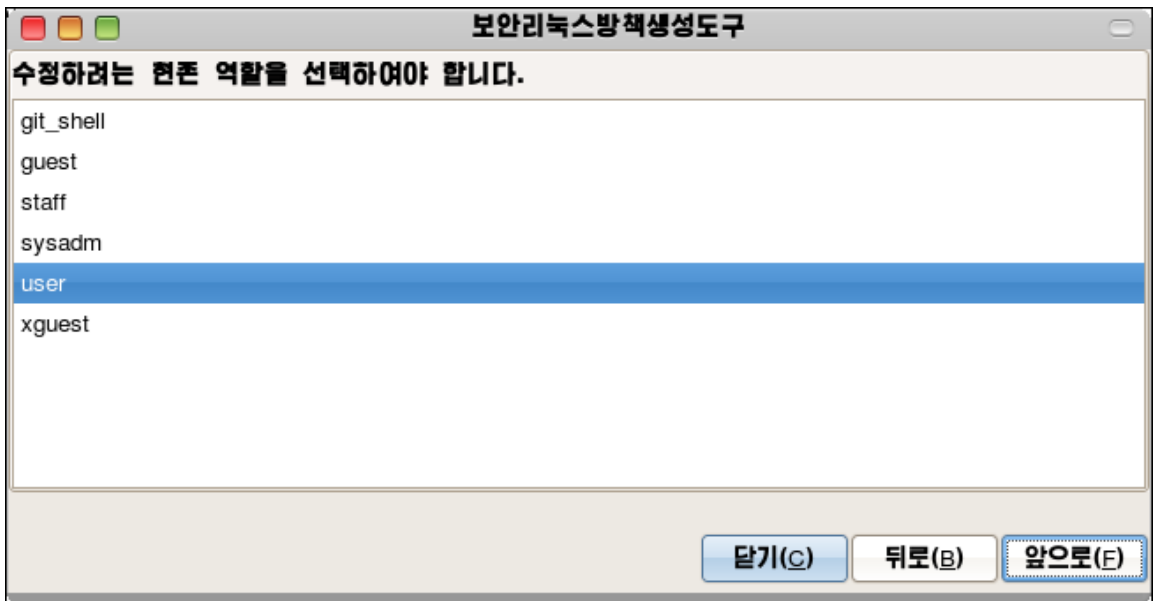 보안리눅스방책생성도구
수정하려는 현존 역할을 선택하여야 합니다.
git_shell
guest
staff
sysadm
user
xguest
닫기(C) 뒤로(B) 앞으로(F)